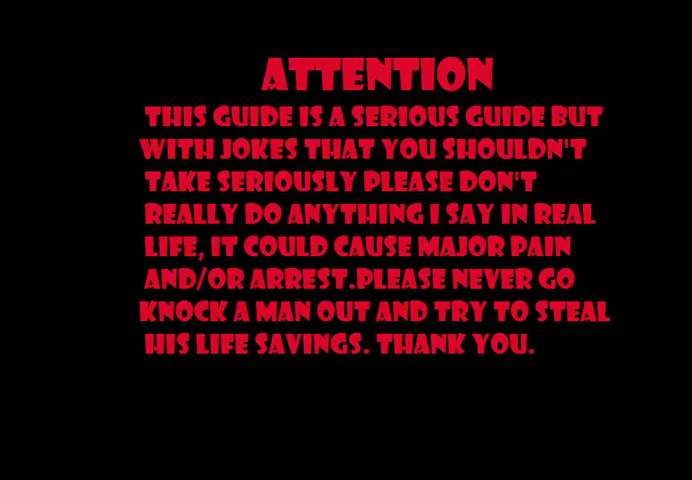 ATTENTION
THIS GUIDE IS A SERIOUS GUIDE BUT
WITH JOKES THAT YOU SHOULDN'T
TAKE SERIOUSLY PLEASE DON'T
REALLY DO ANYTHING I SAY IN REAL
LIFE, IT COULD CAUSE MAJOR PAIN
AND/OR ARREST.PLEASE NEVER GO
KNOCK A MAN OUT AND TRY TO STEAL
HIS LIFE SAVINGS. THANK YOU.